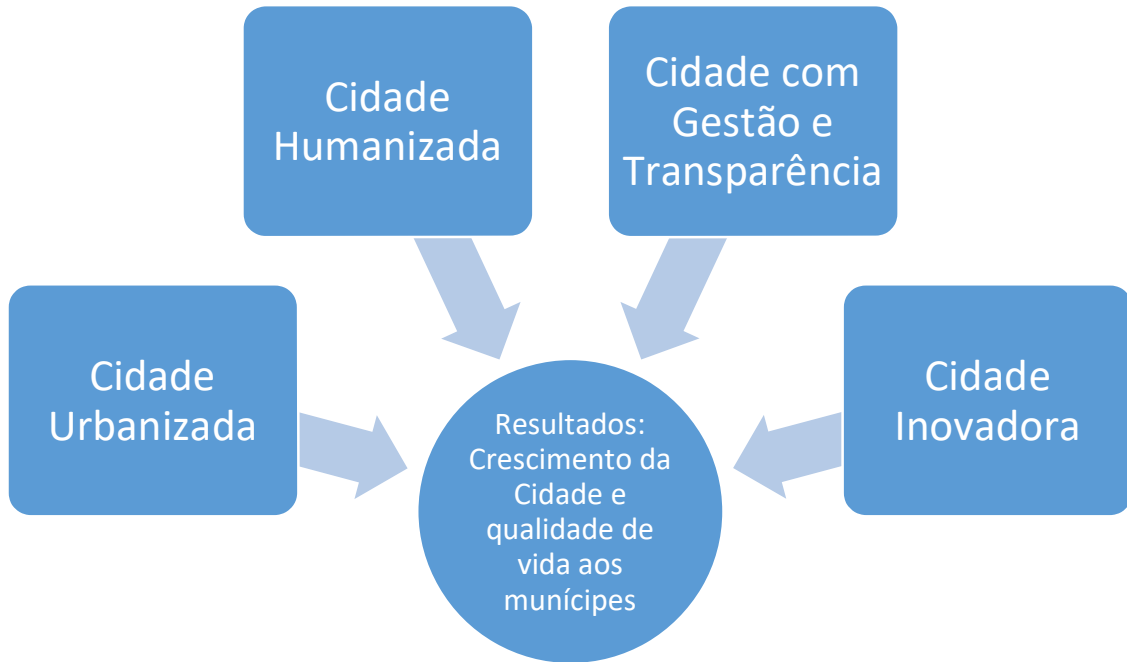 Cidade
Humanizada
Cidade com
Gestão e
Transparência
Cidade
Urbanizada
Cidade
Inovadora
Resultados:
Crescimento da
Cidade e
qualidade de
vida aos
munícipes